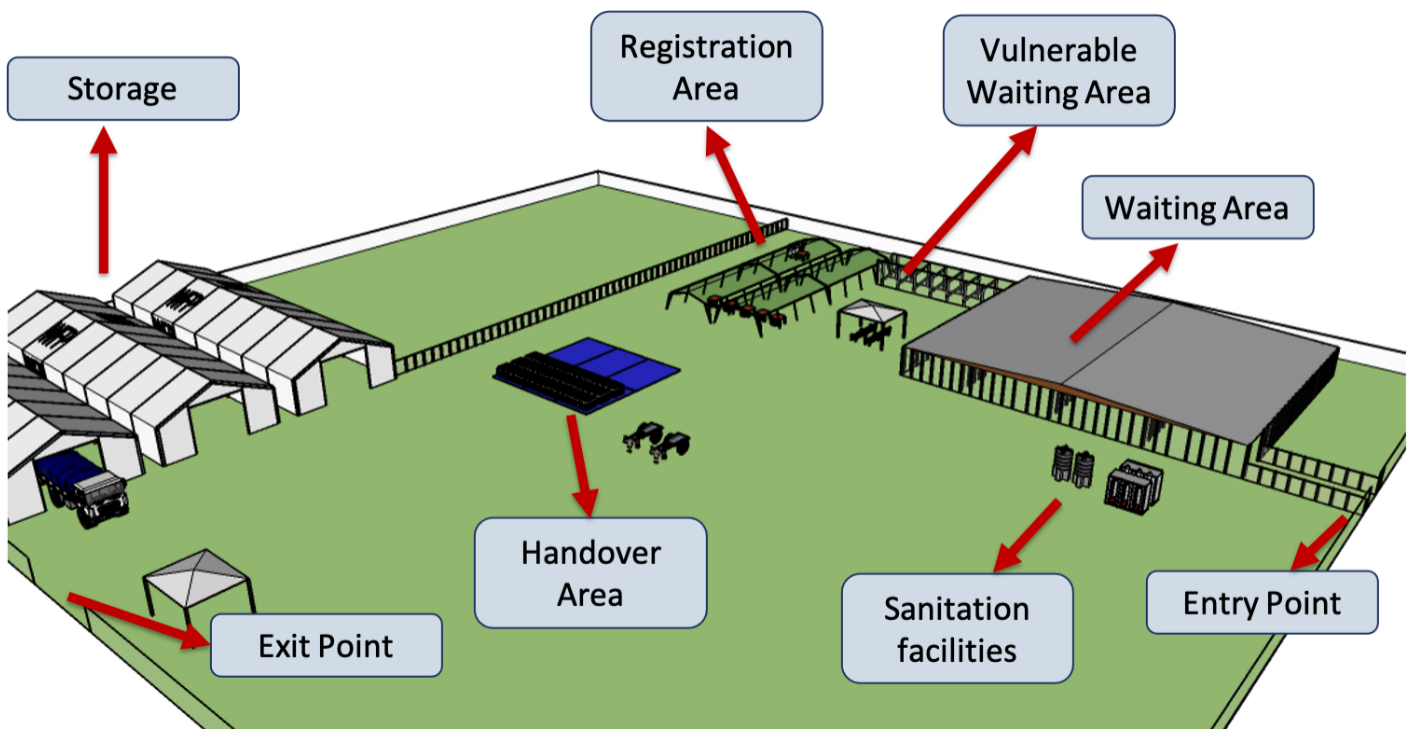 Storage
Registration
Area
Vulnerable
Waiting Area
Waiting Area
Handover
Area
Sanitation
facilities
Entry Point
Exit Point